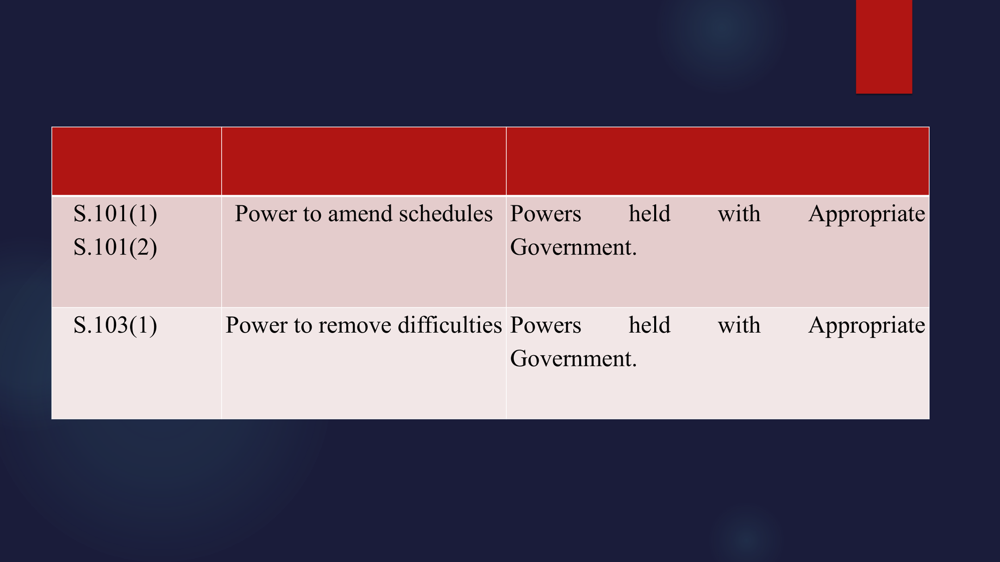 S.101(1)
S.101(2)
Power to amend schedules
Powers held with Appropriate
Government.
S.103(1)
Power to remove difficulties
Powers held with Appropriate
Government.